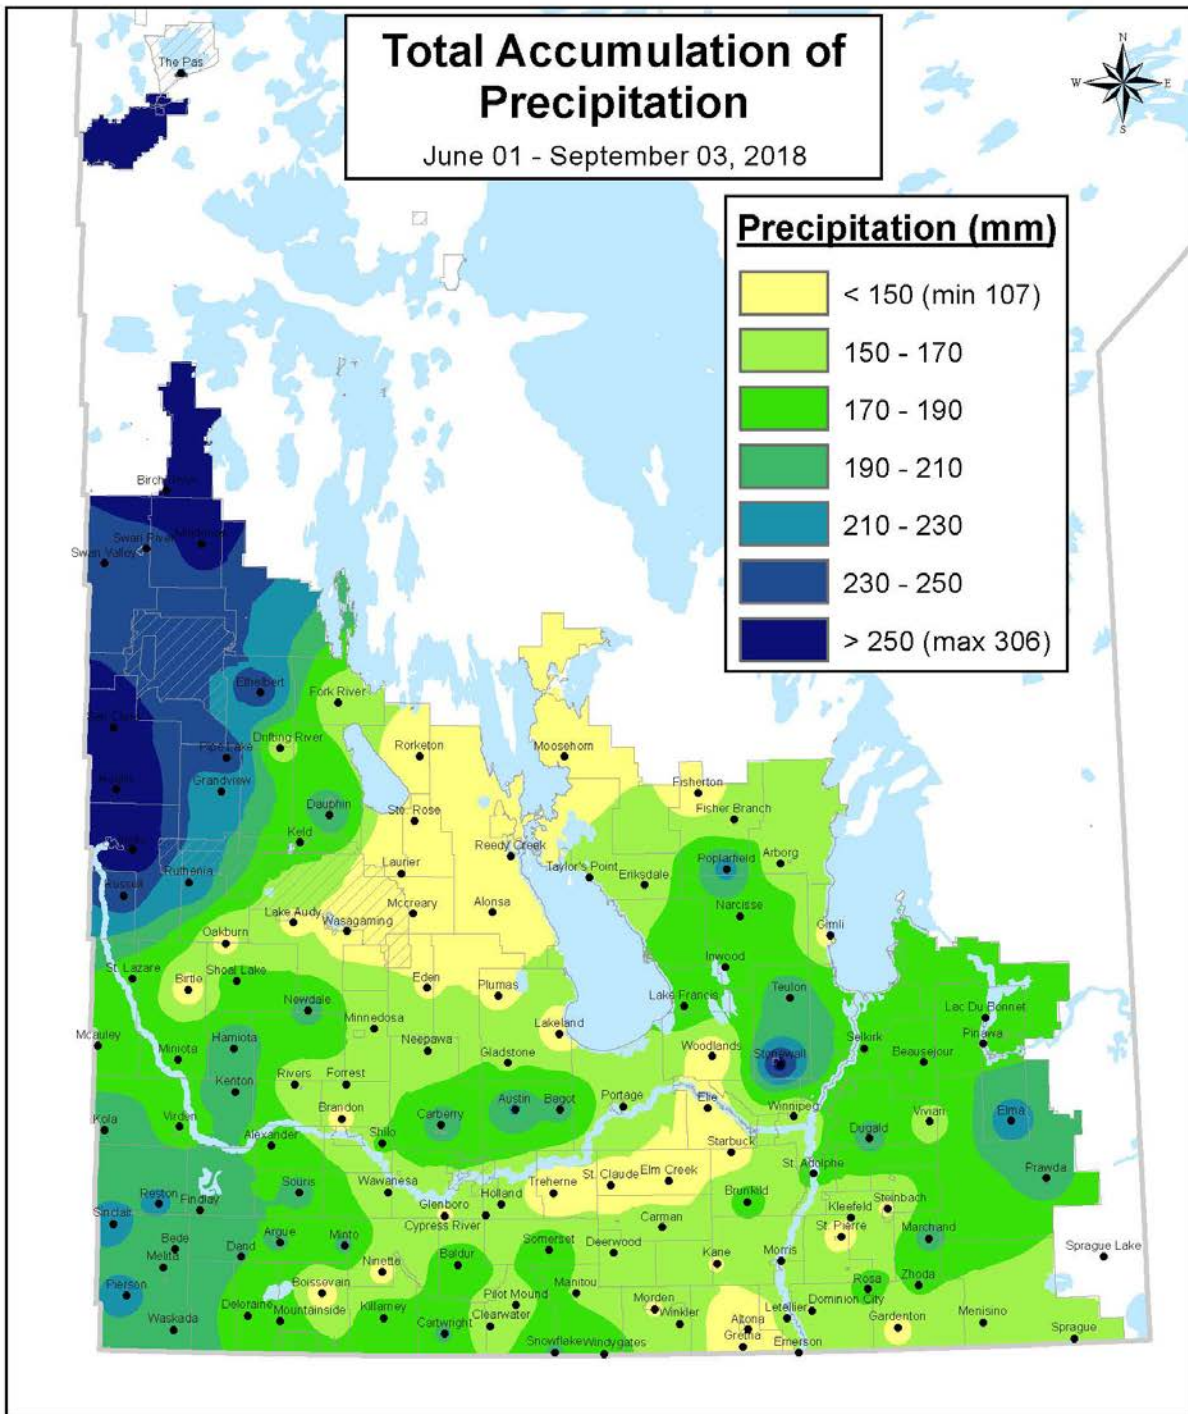 Total Accumulation of
Precipitation
June 01 - September 03, 2018
N
W
E
S
Precipitation (mm)
< 150 (min 107)
150 - 170
170 - 190
190 - 210
210 - 230
230 - 250
> 250 (max 306)
The Pas
Swan River
Swan Valley
Ethelbert
Fork River
Drifting River
Rorketon
Moosehorn
Grandview
Fisherton
Dauphin
Ste. Rose
Fisher Branch
Keld
Reedy Creek
Laurier
Taylor's Point
Eriksdale
Poplarfield
Arborg
Ruthenia
Russell
Lake Audy
Wasagaming
Mccreary
Alonsa
Narcisse
Gimli
Oakburn
St. Lazare
Shoal Lake
Birtle
Eden
Plumas
Inwood
Newdale
Lake Francis
Teulon
Lac Du Bonnet
Mcauley
Miniota
Hamiota
Minnedosa
Neepawa
Lakeland
Gladstone
Woodlands
Stonewall
Selkirk
Pinawa
Beausejour
Kenton
Rivers
Forrest
Kola
Virden
Brandon
Carberry
Austin
Bagot
Portage
Elie
Winnipeg
Vivian
Elma
Alexander
Shilo
Starbuck
Dugald
Reston
Findlay
Souris
Wawanesa
Holland
Treherne
St. Claude
Elm Creek
St. Adolphe
Prawda
Sinclair
Glenboro
Cypress River
Brunkild
Kleefeld
Steinbach
Bede
Melita
Dand
Argue
Minto
Ninette
Baldur
Somerset
Deerwood
Carman
Kane
Morris
St. Pierre
Marchand
Sprague Lake
Pierson
Boissevain
Manitou
Rosa
Zhoda
Waskada
Deloraine
Mountainside
Killarney
Cartwright
Pilot Mound
Clearwater
Morden
Winkler
Altona
Gretna
Letellier
Dominion City
Gardenton
Menisino
Snowflake
Windygates
Emerson
Sprague